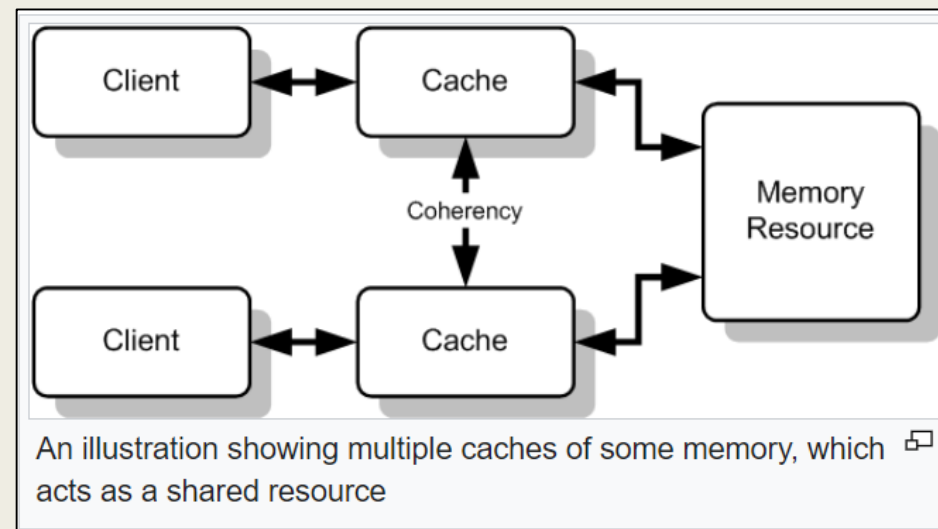 Client
Cache
Memory
Resource
Coherency
Client
Cache
An illustration showing multiple caches of some memory, which
acts as a shared resource